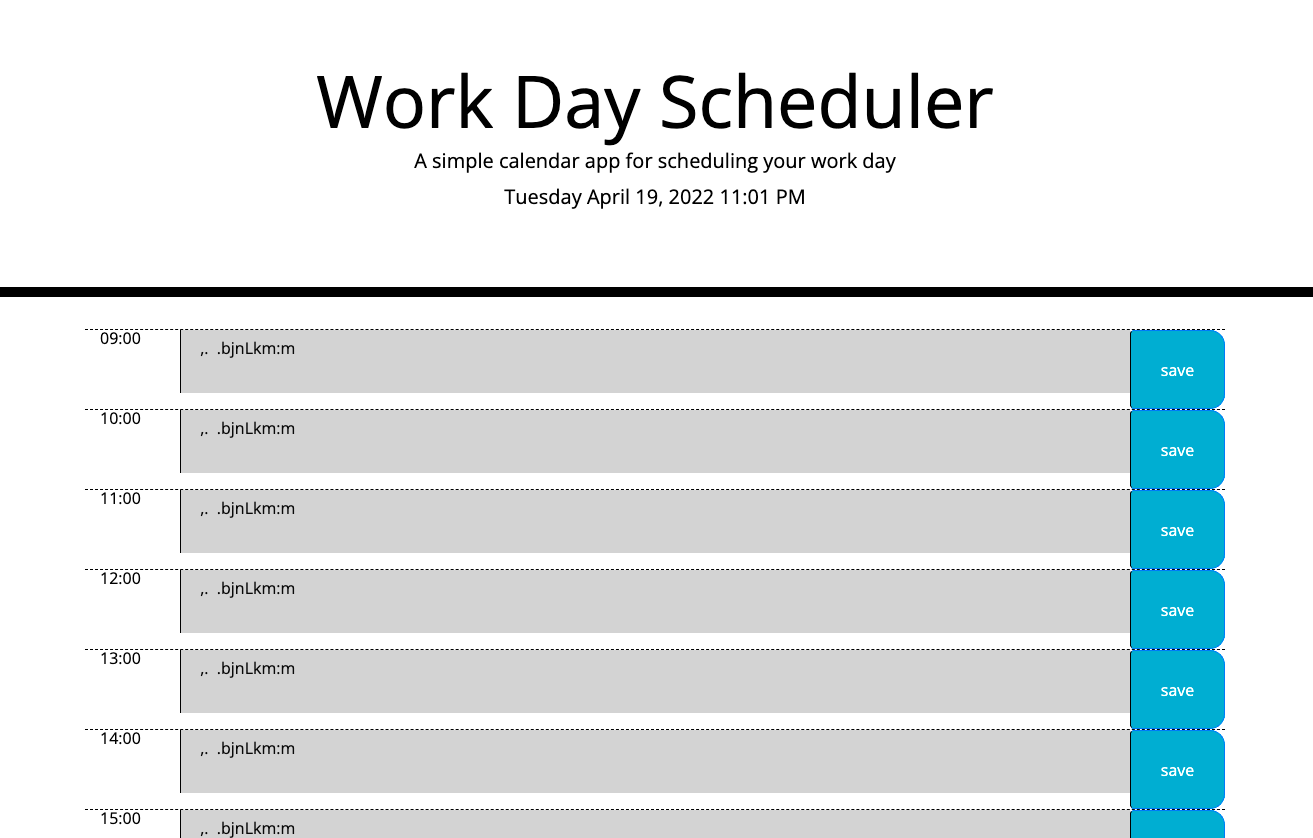 Work Day Scheduler
A simple calendar app for scheduling your work day
Tuesday April 19, 2022 11:01 PM
09:00 ,.  .bjnLkm:m save
10:00 ,.  .bjnLkm:m save
11:00 ,.  .bjnLkm:m save
12:00 ,.  .bjnLkm:m save
13:00 ,.  .bjnLkm:m save
14:00 ,.  .bjnLkm:m save
15:00 ,.  .bjnLkm:m